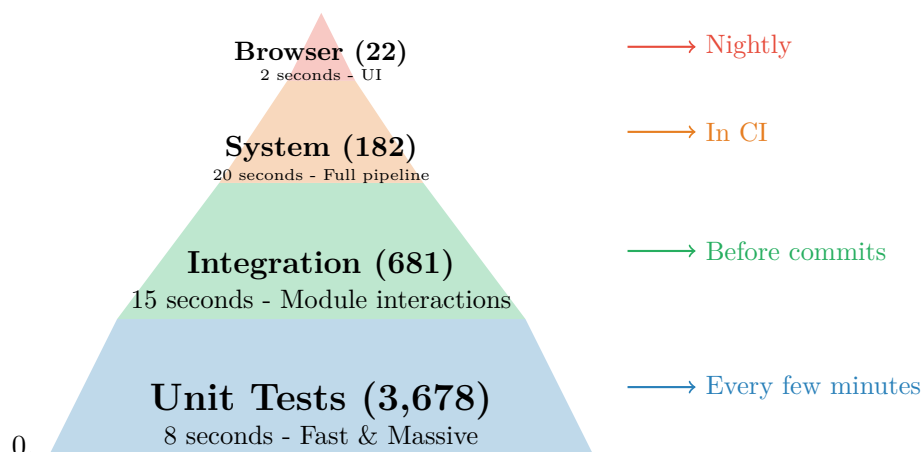 Browser (22)
2 seconds - UI
Nightly
System (182)
20 seconds - Full pipeline
In CI
Integration (681)
15 seconds - Module interactions
Before commits
Unit Tests (3,678)
8 seconds - Fast & Massive
Every few minutes
0